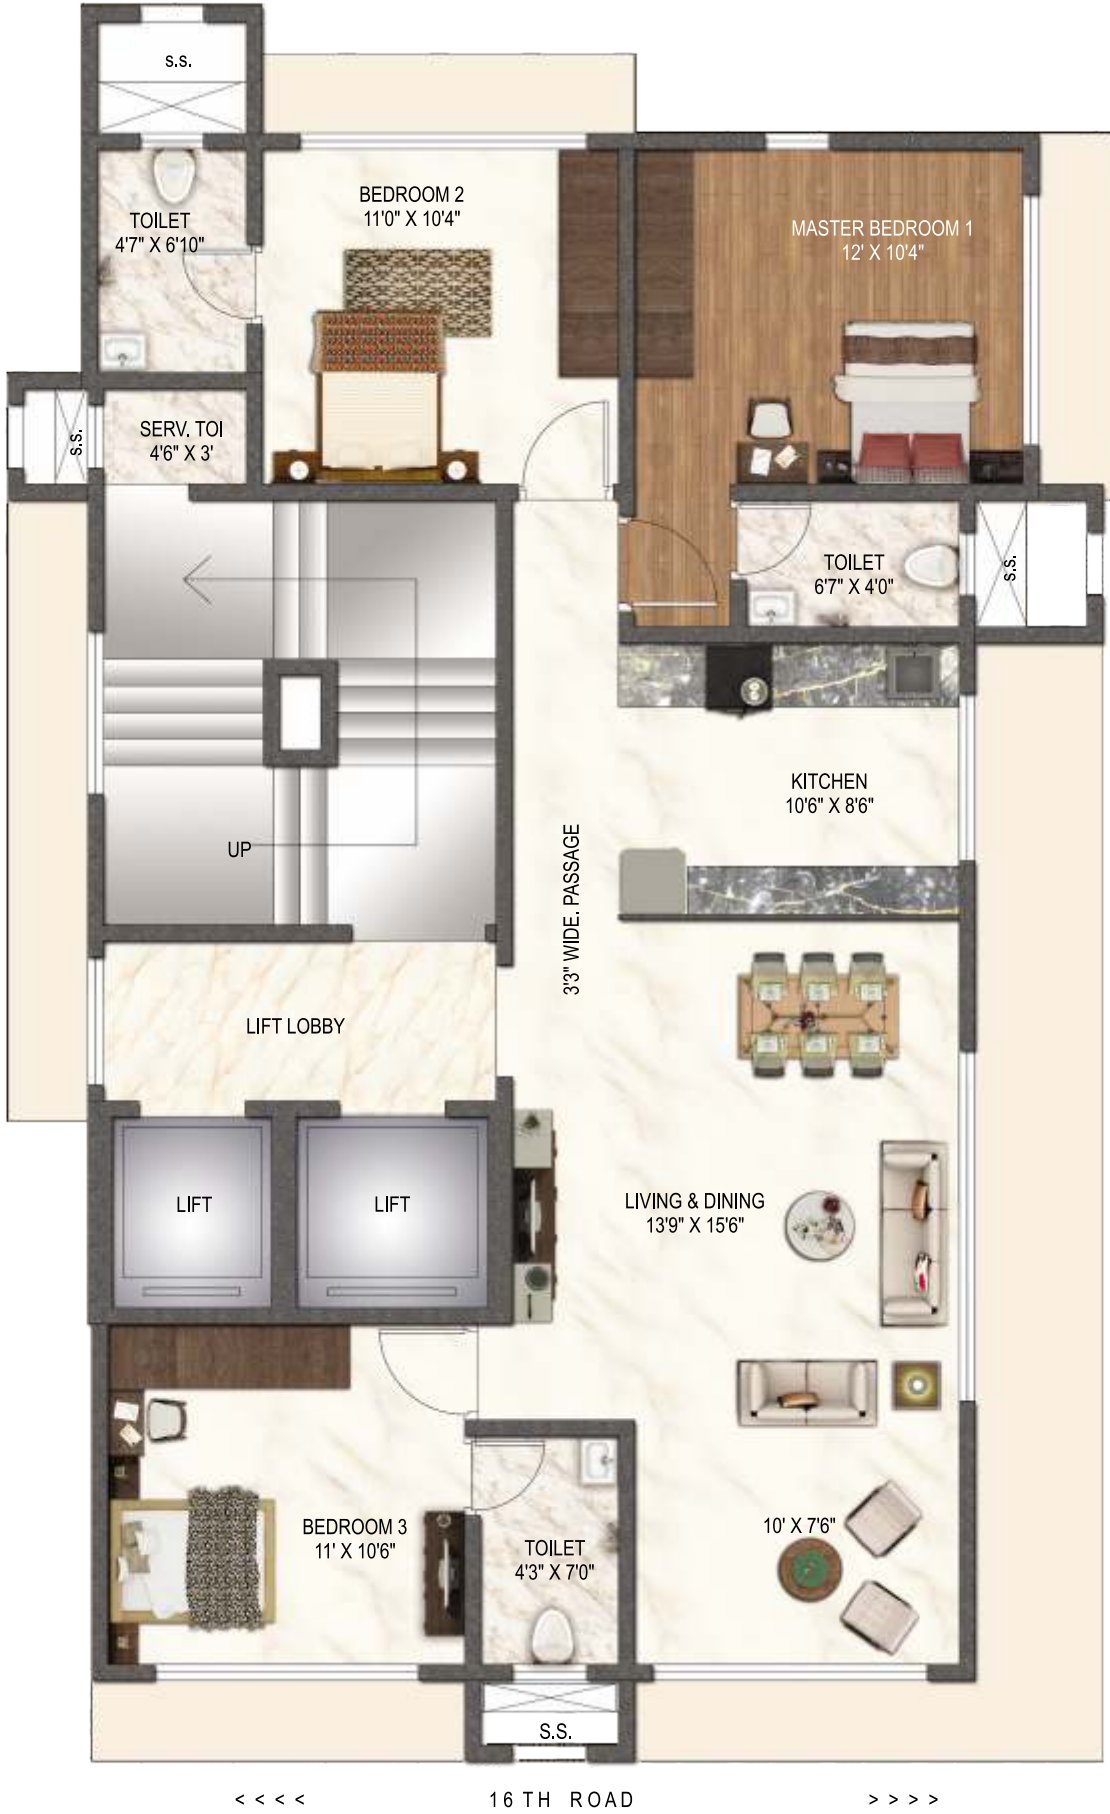 S.S.
BEDROOM 2
11'0" X 10'4"
TOILET
4'7" X 6'10"
MASTER BEDROOM 1
12' X 10'4"
S.S.
SERV. TOI
4'6" X 3'
TOILET
6'7" X 4'0"
S.S.
KITCHEN
10'6" X 8'6"
UP
3'3" WIDE. PASSAGE
LIFT LOBBY
LIFT
LIFT
LIVING & DINING
13'9" X 15'6"
BEDROOM 3
11' X 10'6"
10' X 7'6"
TOILET
4'3" X 7'0"
S.S.
< < < < 16 TH ROAD > > > >